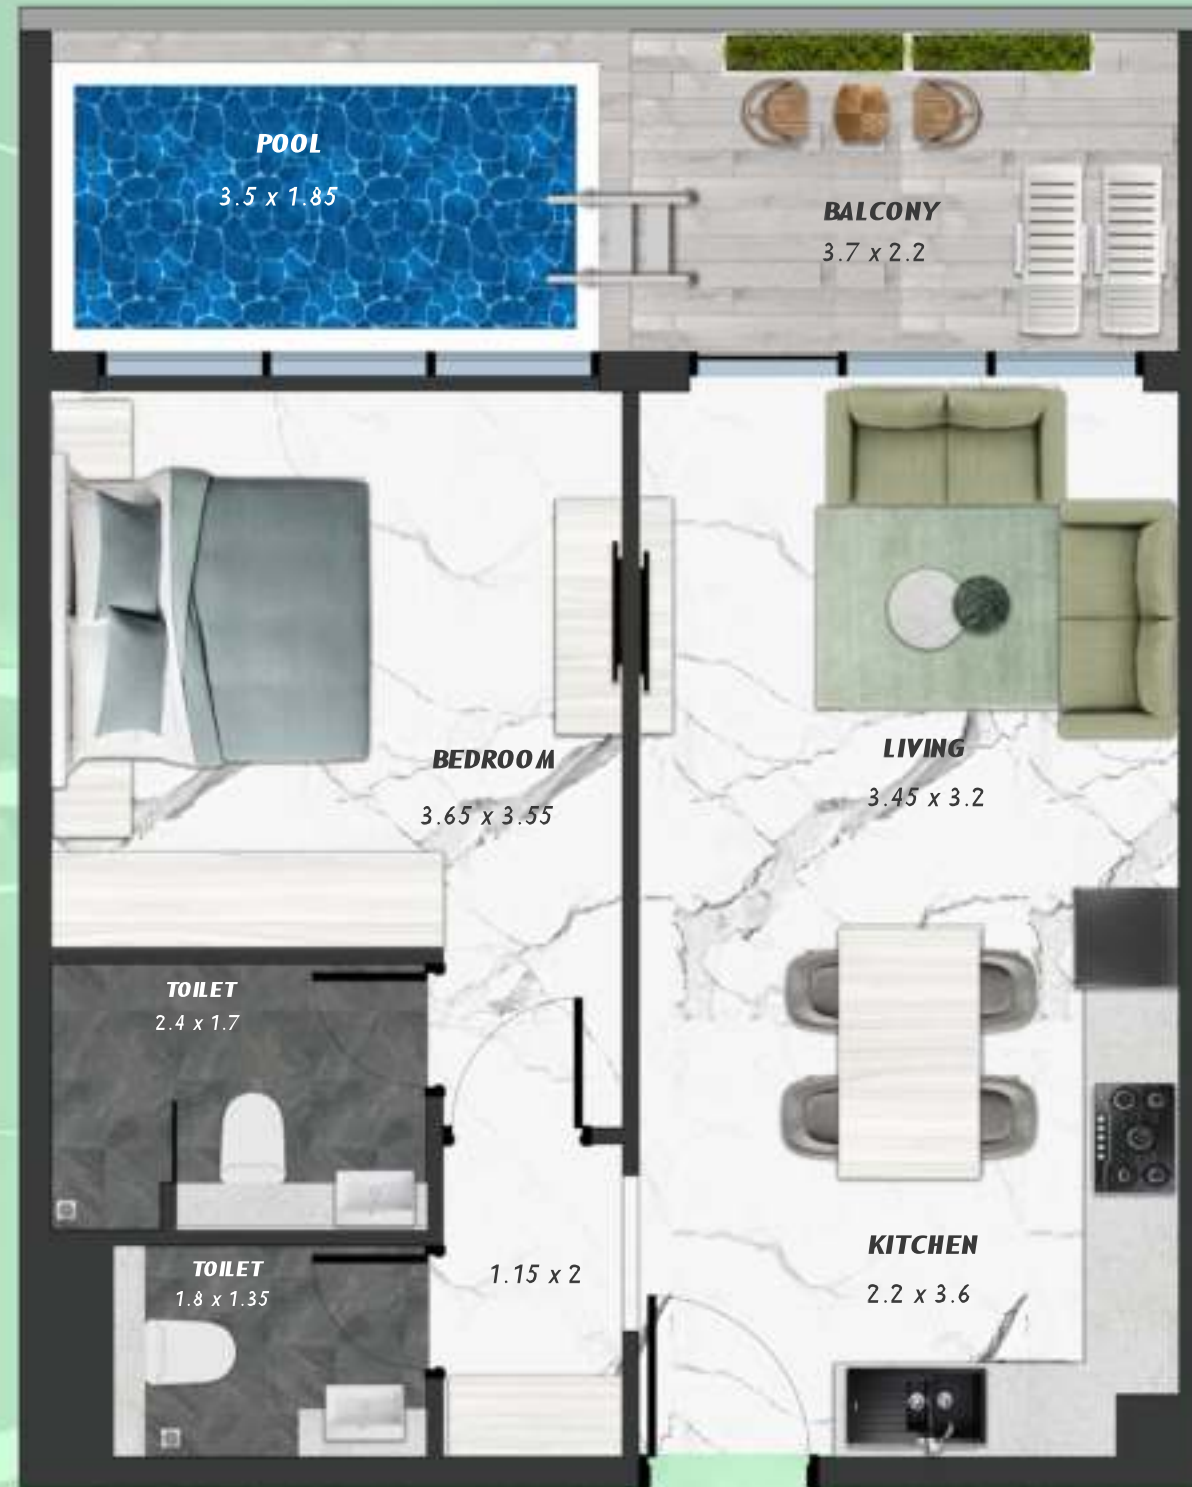 POOL
3.5 x 1.85
BALCONY
3.7 x 2.2
BEDROOM
3.65 x 3.55
LIVING
3.45 x 3.2
TOILET
2.4 x 1.7
TOILET
1.8 x 1.35
1.15 x 2
KITCHEN
2.2 x 3.6